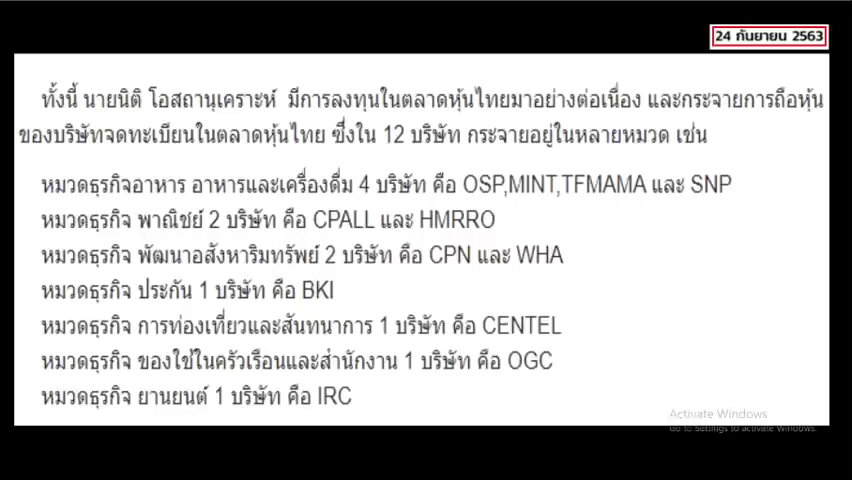 24 กันยายน 2563
ทั้งนี้ นายนิติ โอสถานุเคราะห์ มีการลงทุนในตลาดหุ้นไทยมาอย่างต่อเนื่อง และกระจายการถือหุ้น
ของบริษัทจดทะเบียนในตลาดหุ้นไทย ซึ่งใน 12 บริษัท กระจายอยู่ในหลายหมวด เช่น
หมวดธุรกิจอาหาร อาหารและเครื่องดื่ม 4 บริษัท คือ OSP,MINT,TFMAMA และ SNP
หมวดธุรกิจ พาณิชย์ 2 บริษัท คือ CPALL และ HMRRO
หมวดธุรกิจ พัฒนาอสังหาริมทรัพย์ 2 บริษัท คือ CPN และ WHA
หมวดธุรกิจ ประกัน 1 บริษัท คือ BKI
หมวดธุรกิจ การท่องเที่ยวและสันทนาการ 1 บริษัท คือ CENTEL
หมวดธุรกิจ ของใช้ในครัวเรือนและสำนักงาน 1 บริษัท คือ OGC
หมวดธุรกิจ ยานยนต์ 1 บริษัท คือ IRC
Activate Windows
Go to Settings to activate Windows.